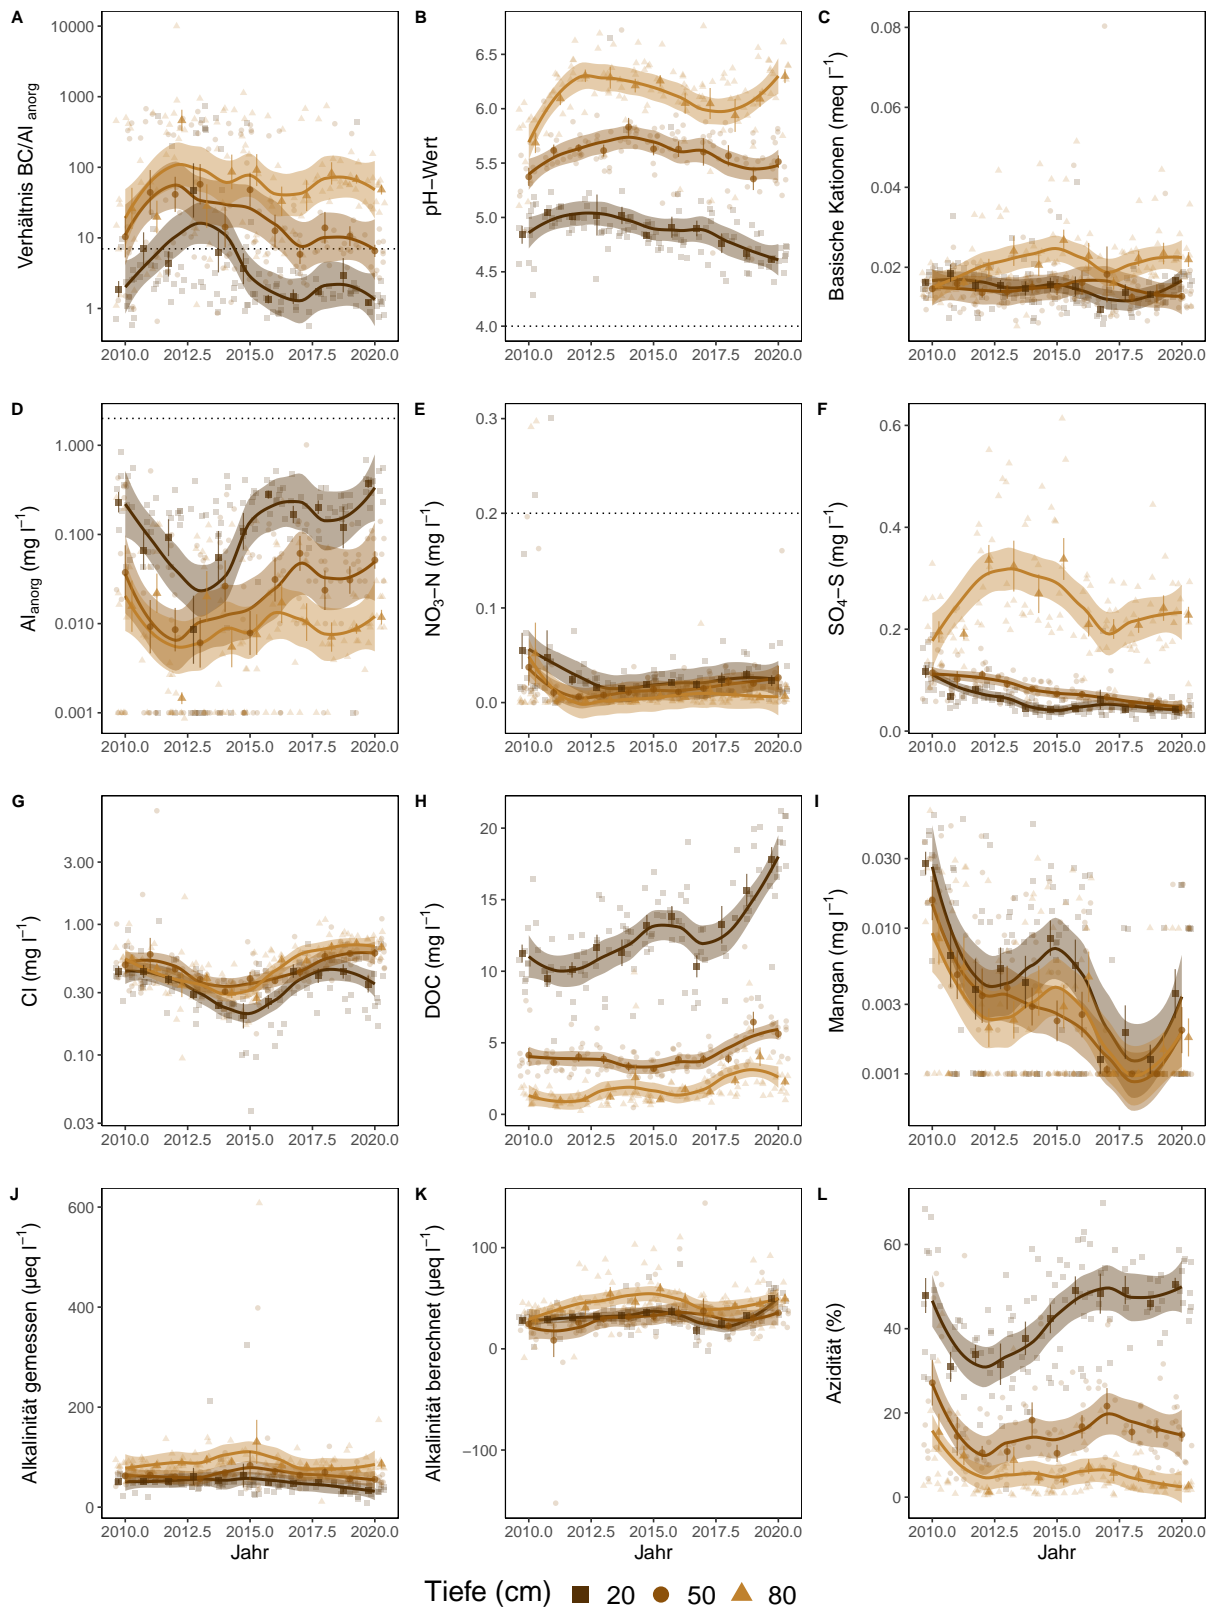 A
Verhältnis BC/Al anorg
10000
1000
100
10
1
2010.0 2012.5 2015.0 2017.5 2020.0
B
pH−Wert
6.5
6.0
5.5
5.0
4.5
4.0
2010.0 2012.5 2015.0 2017.5 2020.0
C
Basische Kationen (meq l−1)
0.08
0.06
0.04
0.02
2010.0 2012.5 2015.0 2017.5 2020.0
D
Alanorg (mg l−1)
1.000
0.100
0.010
0.001
2010.0 2012.5 2015.0 2017.5 2020.0
E
NO3−N (mg l−1)
0.3
0.2
0.1
0.0
2010.0 2012.5 2015.0 2017.5 2020.0
F
SO4−S (mg l−1)
0.6
0.4
0.2
0.0
2010.0 2012.5 2015.0 2017.5 2020.0
G
Cl (mg l−1)
3.00
1.00
0.30
0.10
0.03
2010.0 2012.5 2015.0 2017.5 2020.0
H
DOC (mg l−1)
20
15
10
5
0
2010.0 2012.5 2015.0 2017.5 2020.0
I
Mangan (mg l−1)
0.030
0.010
0.003
0.001
2010.0 2012.5 2015.0 2017.5 2020.0
J
Alkalinität gemessen (µeq l−1)
600
400
200
0
2010.0 2012.5 2015.0 2017.5 2020.0
Jahr
K
Alkalinität berechnet (µeq l−1)
100
0
−100
2010.0 2012.5 2015.0 2017.5 2020.0
Jahr
L
Azidität (%)
60
40
20
0
2010.0 2012.5 2015.0 2017.5 2020.0
Jahr
Tiefe (cm) 20 50 80